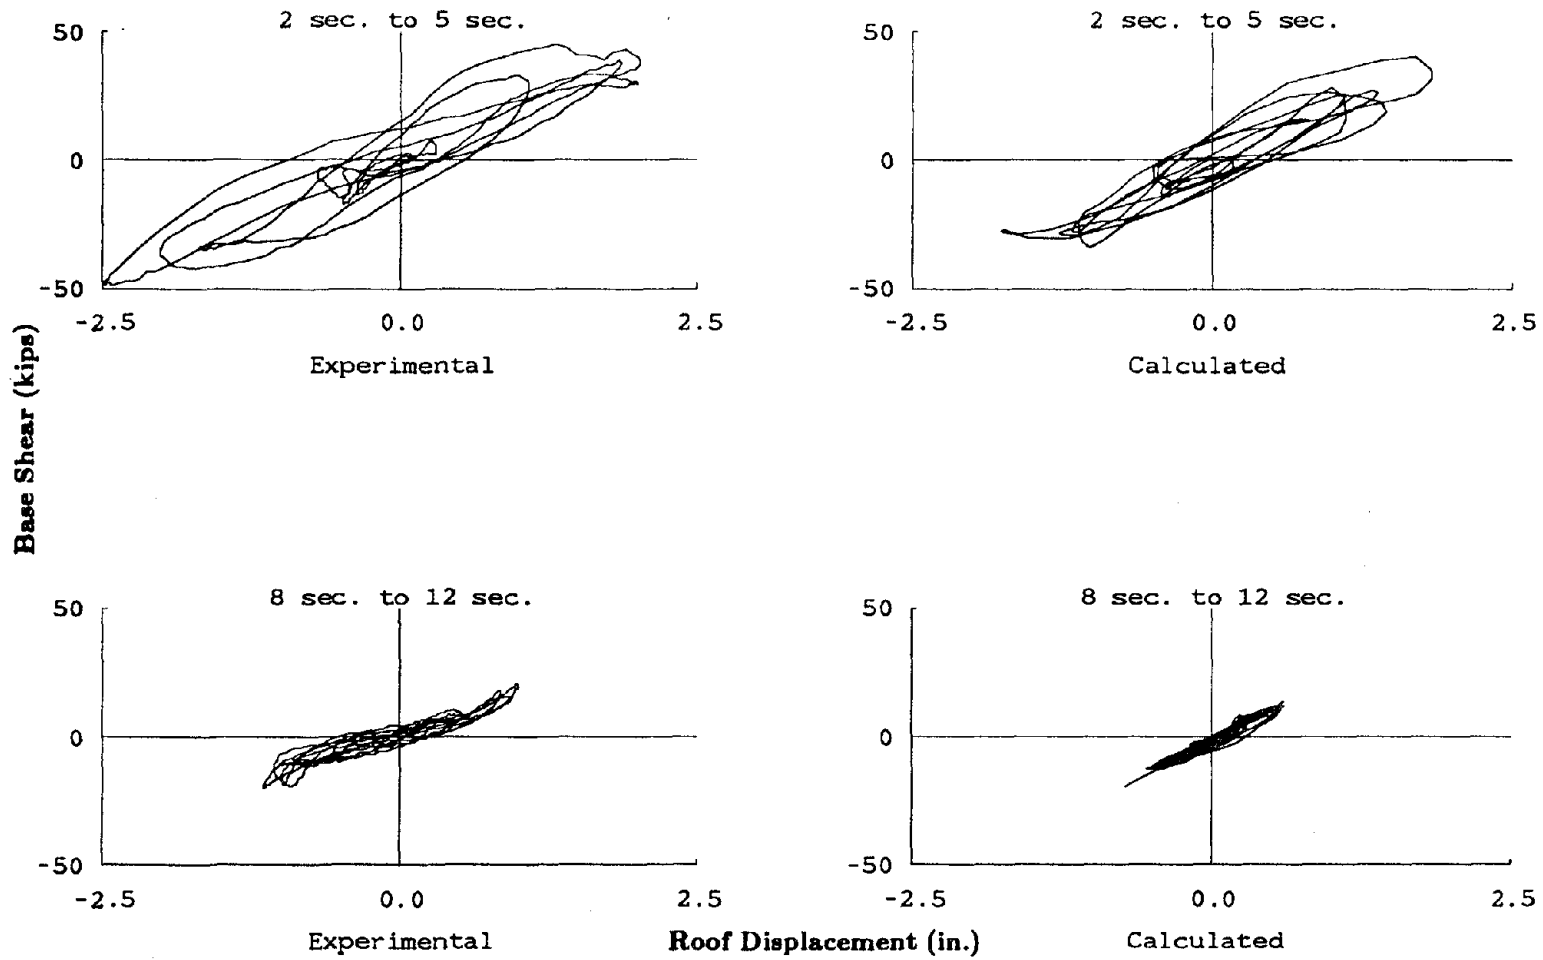 2 sec. to 5 sec.
50
0
-50
-2.5 0.0 2.5
Experimental
2 sec. to 5 sec.
50
0
-50
-2.5 0.0 2.5
Calculated
Base Shear (kips)
8 sec. to 12 sec.
50
0
-50
-2.5 0.0 2.5
Experimental
8 sec. to 12 sec.
50
0
-50
-2.5 0.0 2.5
Calculated
Roof Displacement (in.)